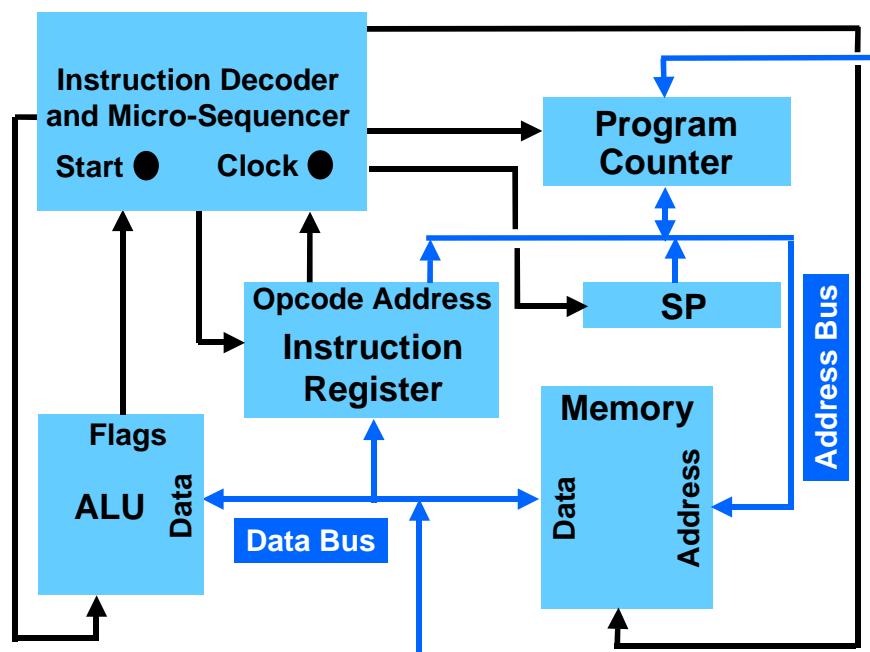 Instruction Decoder
and Micro-Sequencer
Start
Clock
Program
Counter
Opcode Address
Instruction
Register
SP
Address Bus
Memory
Data
Address
Flags
ALU
Data
Data Bus